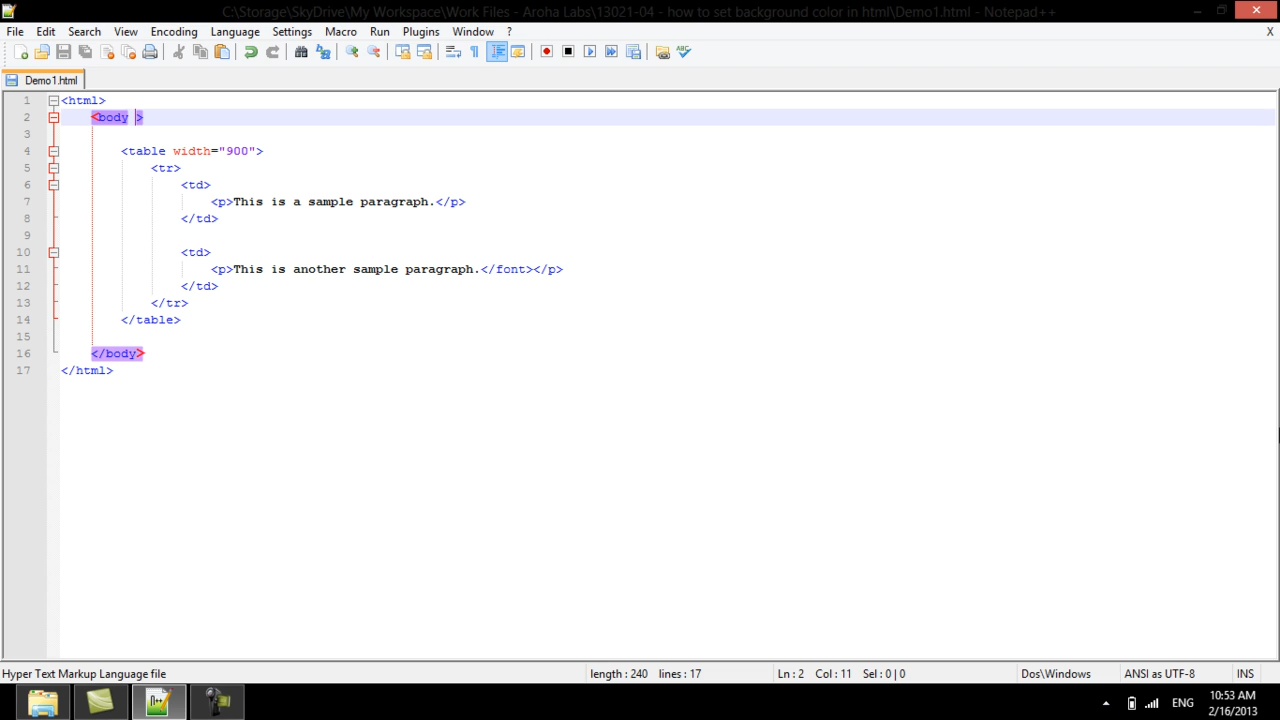 C:\Storage\SkyDrive\My Workspace\Work Files - Aroha Labs\13021-04 - how to set background color in html\Demo1.html - Notepad++
File Edit Search View Encoding Language Settings Macro Run Plugins Window ? X
Demo1.html
1 <html>
2 <body >
3
4 <table width="900">
5 <tr>
6 <td>
7 <p>This is a sample paragraph.</p>
8 </td>
9
10 <td>
11 <p>This is another sample paragraph.</font></p>
12 </td>
13 </tr>
14 </table>
15
16 </body>
17 </html>
Hyper Text Markup Language file length : 240 lines : 17 Ln : 2 Col : 11 Sel : 0 | 0 Dos\Windows ANSI as UTF-8 INS
ENG 10:53 AM
2/16/2013